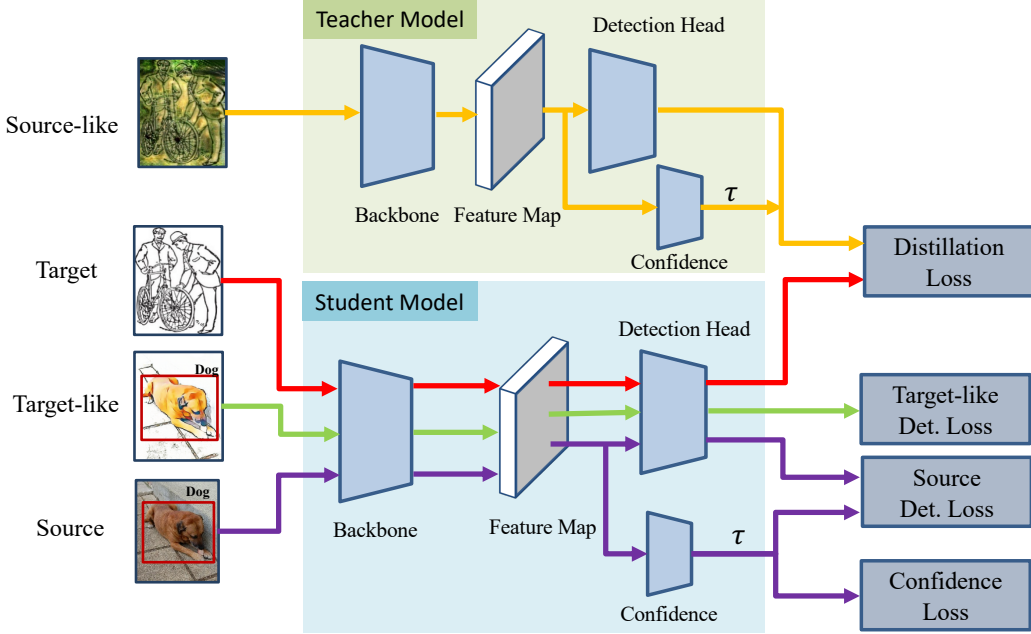 Teacher Model
Detection Head
Source-like
Backbone
Feature Map
τ
Confidence
Target
Distillation
Loss
Student Model
Detection Head
Dog
Target-like
Target-like
Det. Loss
Dog
Source
Source
Det. Loss
Backbone
Feature Map
τ
Confidence
Confidence
Loss